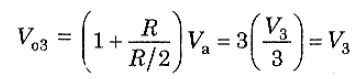 V_{o3} = \left(1 + \frac{R}{R/2}\right) V_a = 3\left(\frac{V_3}{3}\right) = V_3